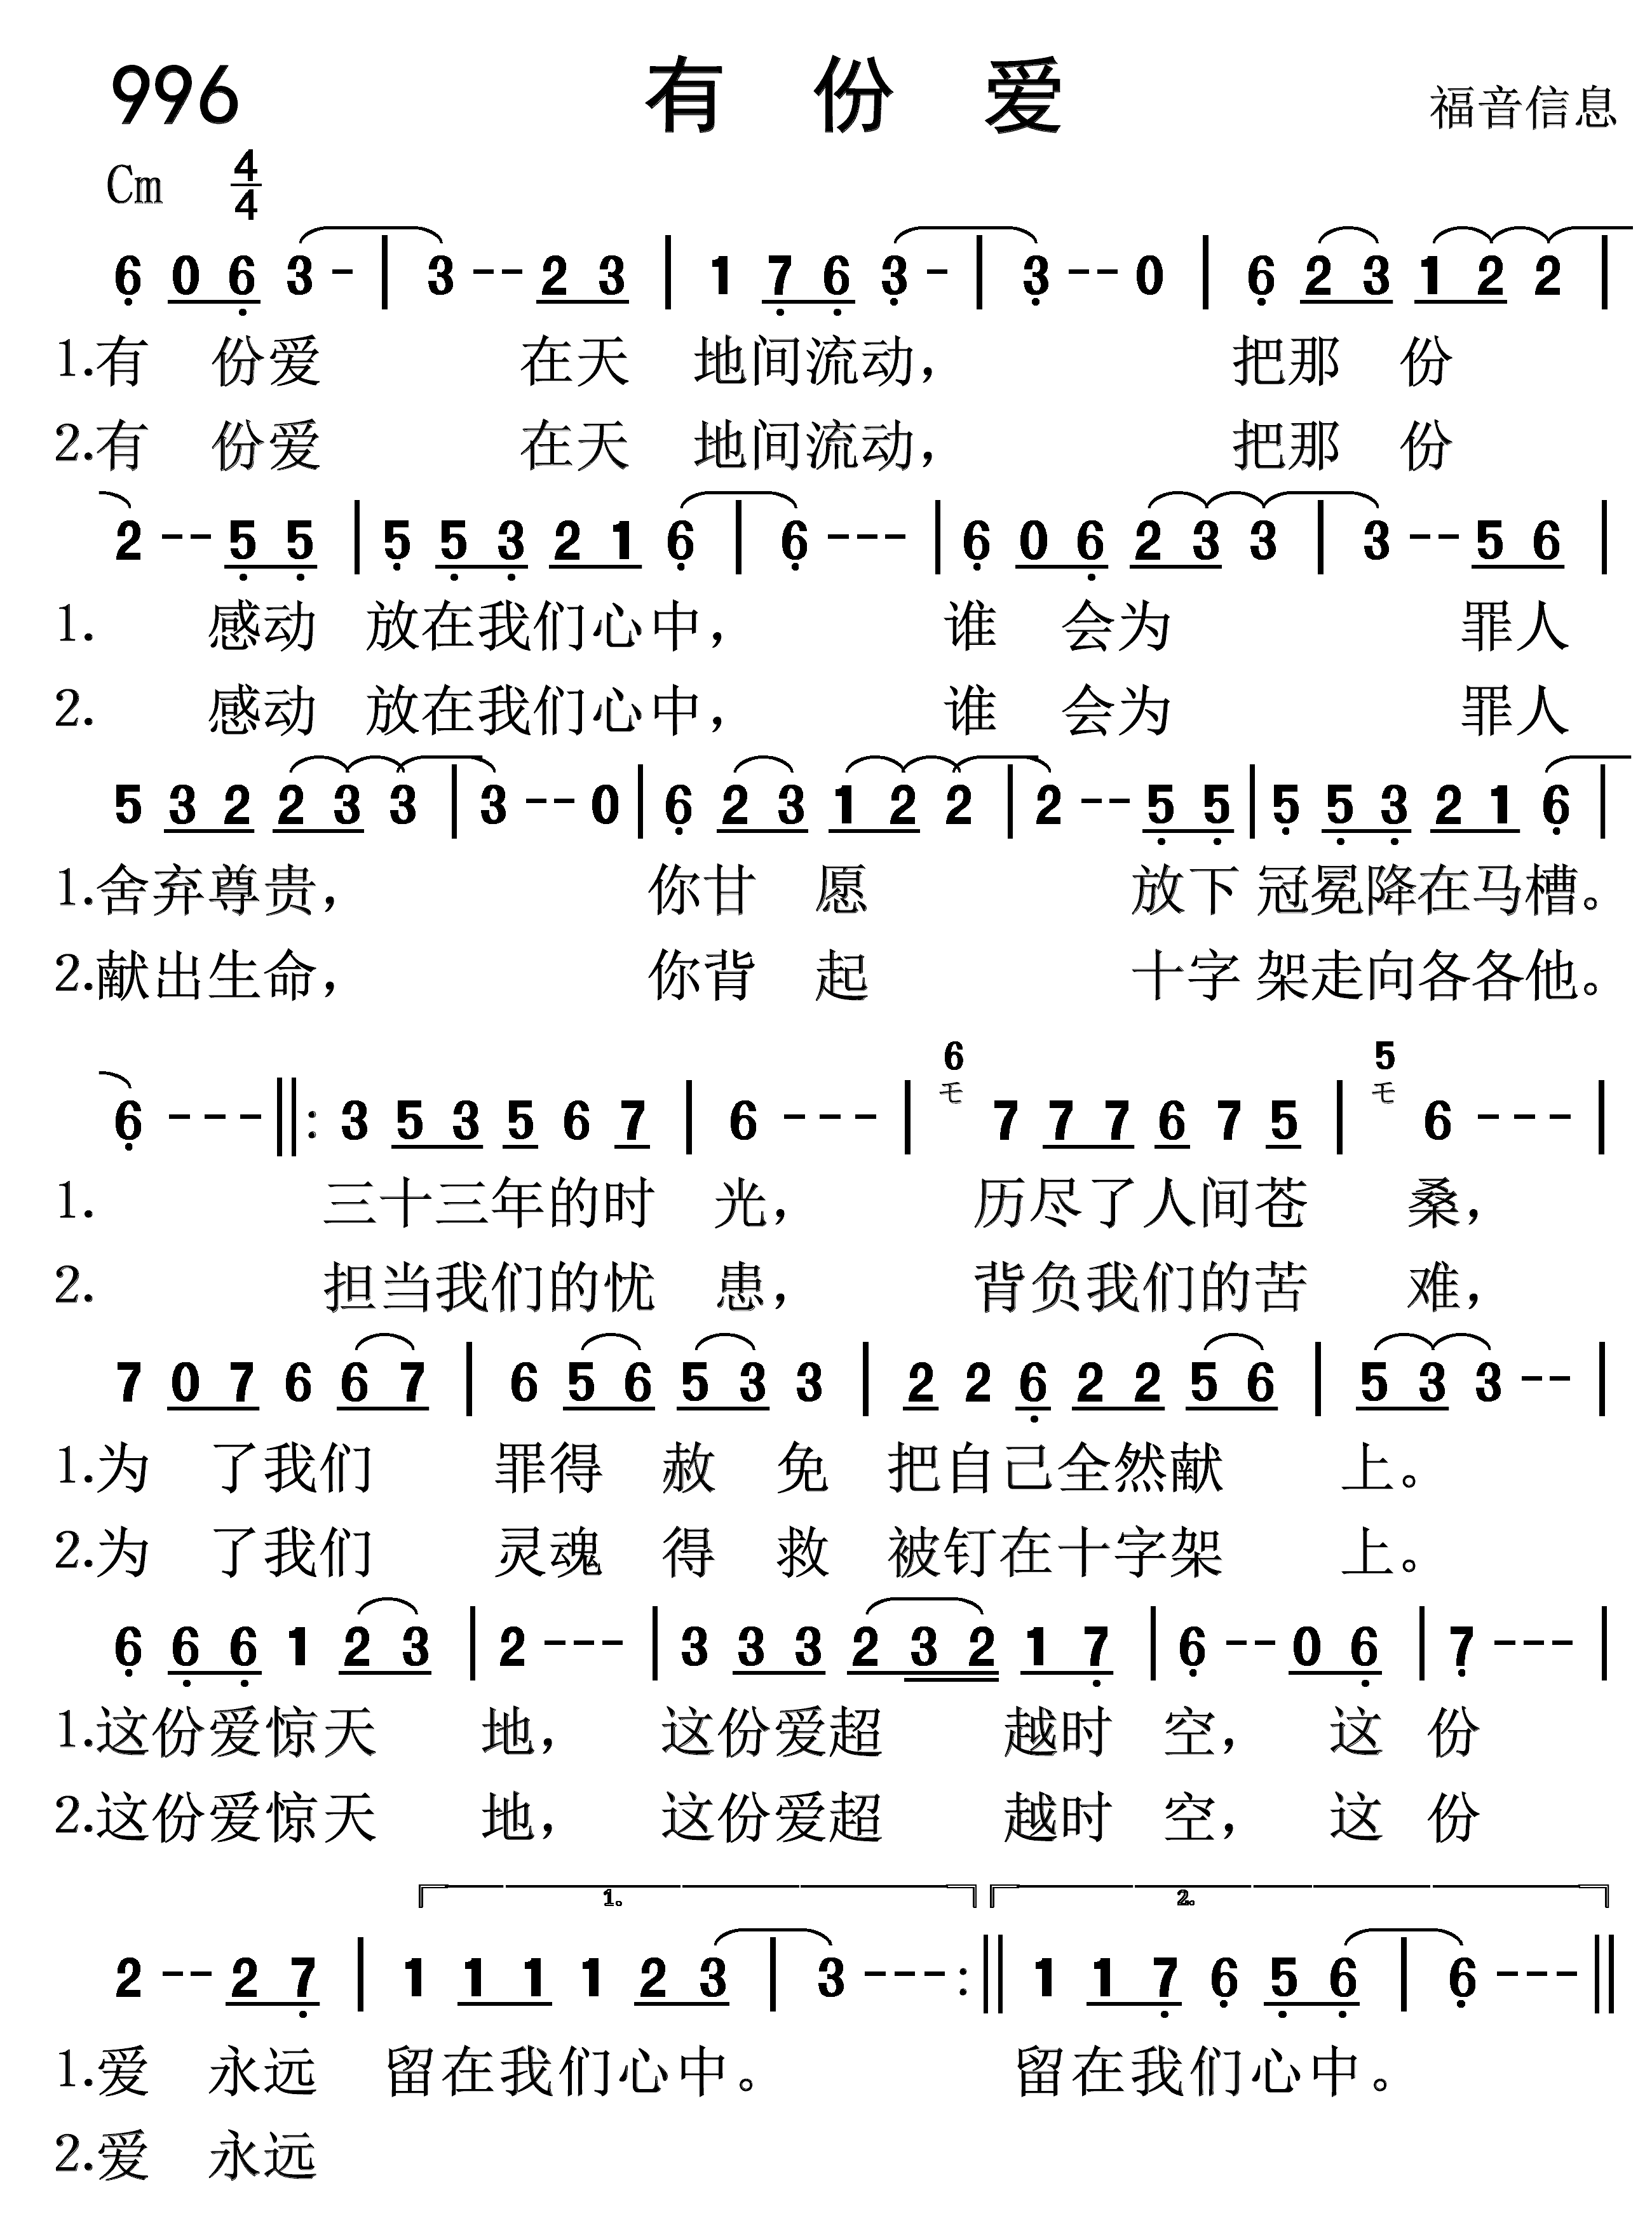 996 有 份 爱 福音信息
Cm 4/4
6 0 6 3 - | 3 - - 2 3 | 1 7 6 3 - | 3 - - 0 | 6 2 3 1 2 2 |
1.有 份爱 在天 地间流动， 把那 份
2.有 份爱 在天 地间流动， 把那 份
2 - - 5 5 | 5 5 3 2 1 6 | 6 - - - | 6 0 6 2 3 3 | 3 - - 5 6 |
1. 感动 放在我们心中， 谁 会为 罪人
2. 感动 放在我们心中， 谁 会为 罪人
5 3 2 2 3 3 | 3 - - 0 | 6 2 3 1 2 2 | 2 - - 5 5 | 5 5 3 2 1 6 |
1.舍弃尊贵， 你甘 愿 放下 冠冕降在马槽。
2.献出生命， 你背 起 十字 架走向各各他。
6 5
6 - - - ‖: 3 5 3 5 6 7 | 6 - - - | 7 7 7 6 7 5 | 6 - - - |
1. 三十三年的时 光， 历尽了人间苍 桑，
2. 担当我们的忧 患， 背负我们的苦 难，
7 0 7 6 6 7 | 6 5 6 5 3 3 | 2 2 6 2 2 5 6 | 5 3 3 - - |
1.为 了我们 罪得 赦 免 把自己全然献 上。
2.为 了我们 灵魂 得 救 被钉在十字架 上。
6 6 6 1 2 3 | 2 - - - | 3 3 3 2 3 2 1 7 | 6 - - 0 6 | 7 - - - |
1.这份爱惊天 地， 这份爱超 越时 空， 这 份
2.这份爱惊天 地， 这份爱超 越时 空， 这 份
1。 2。
2 - - 2 7 | 1 1 1 1 2 3 | 3 - - - :‖ 1 1 7 6 5 6 | 6 - - - ‖
1.爱 永远 留在我们心中。 留在我们心中。
2.爱 永远